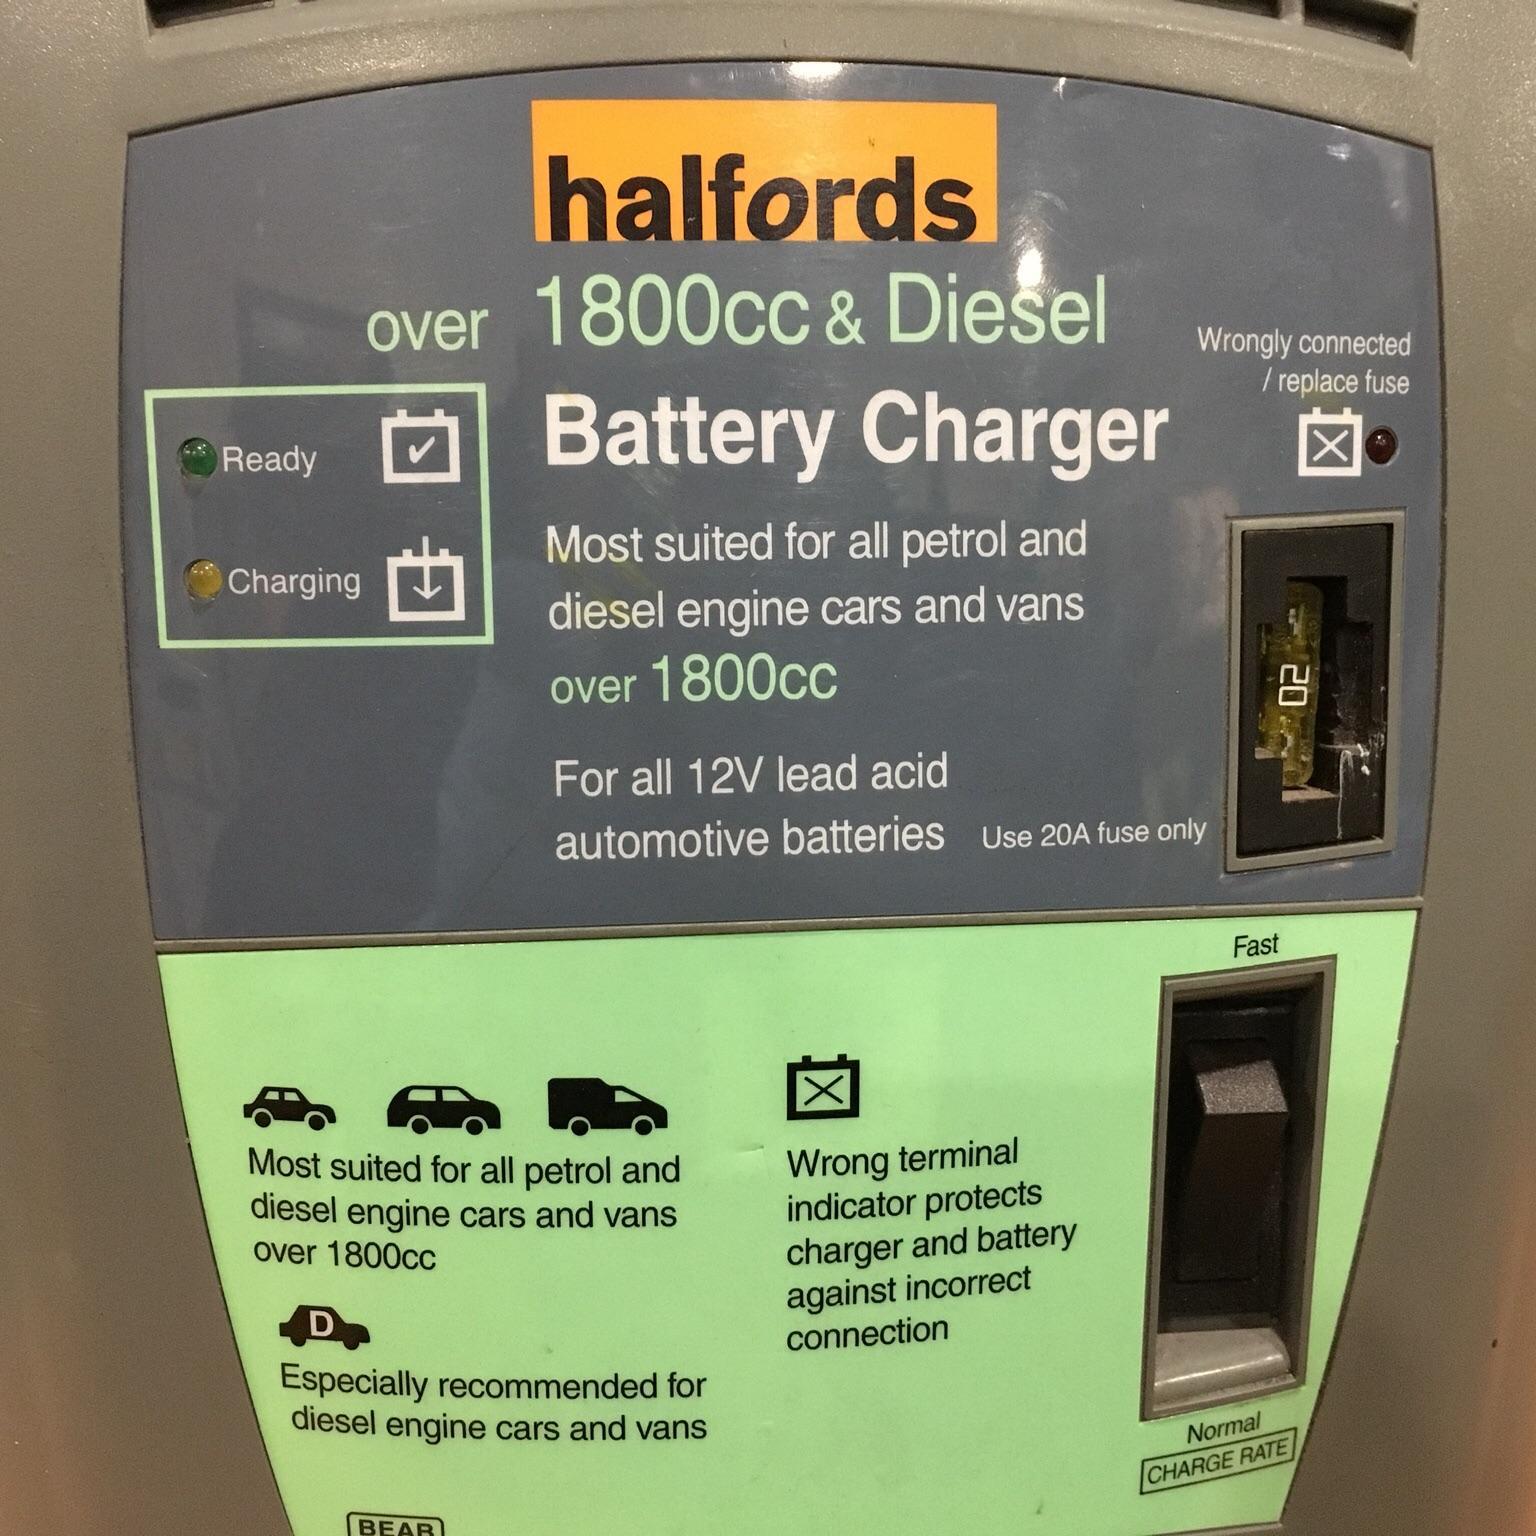 halfords
over 1800cc & Diesel
Wrongly connected
/ replace fuse
Battery Charger
Ready
Charging
Most suited for all petrol and
diesel engine cars and vans
over 1800cc
For all 12V lead acid
automotive batteries
Use 20A fuse only
20
Fast
Most suited for all petrol and
diesel engine cars and vans
over 1800cc
D
Especially recommended for
diesel engine cars and vans
Wrong terminal
indicator protects
charger and battery
against incorrect
connection
Normal
CHARGE RATE
BEAB